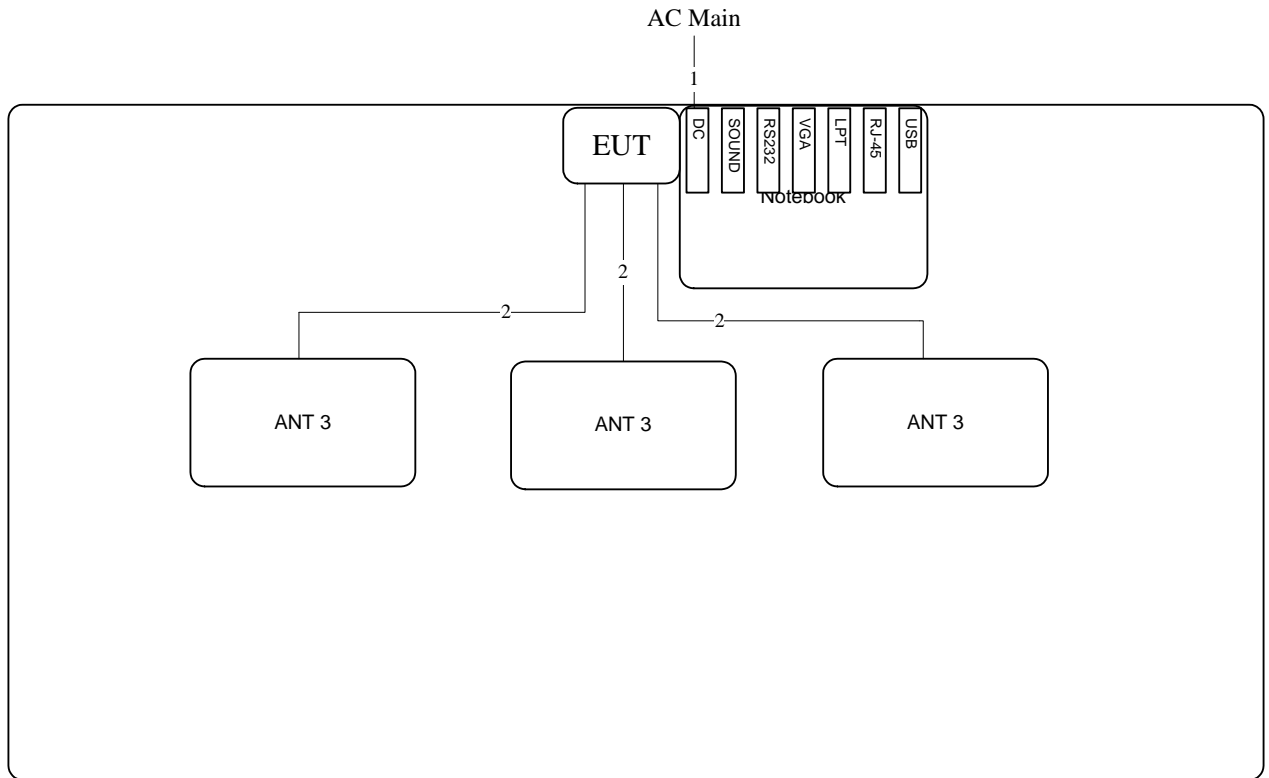 AC Main
1
EUT
DC
SOUND
RS232
VGA
LPT
RJ-45
USB
Notebook
2
2
2
ANT 3
ANT 3
ANT 3